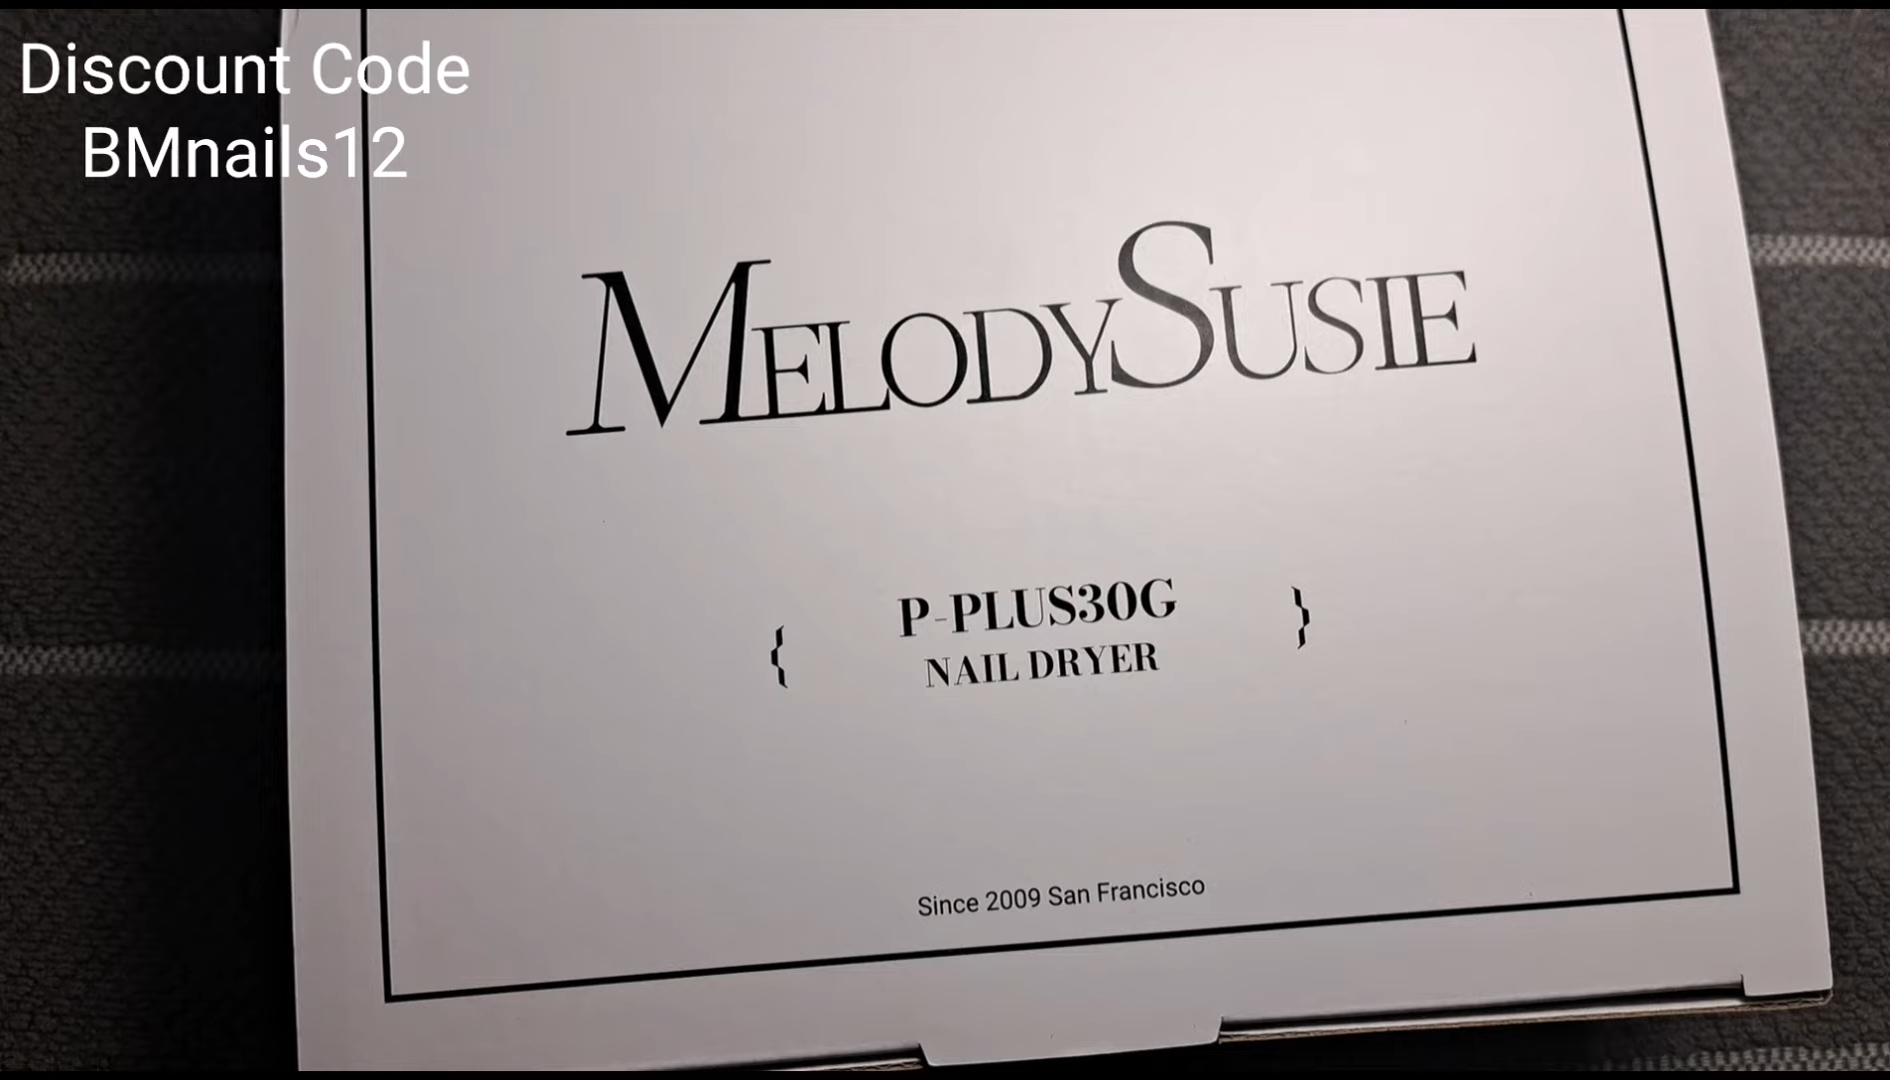 Discount Code
BMnails12
MELODYSUSIE
{ P-PLUS30G }
NAIL DRYER
Since 2009 San Francisco